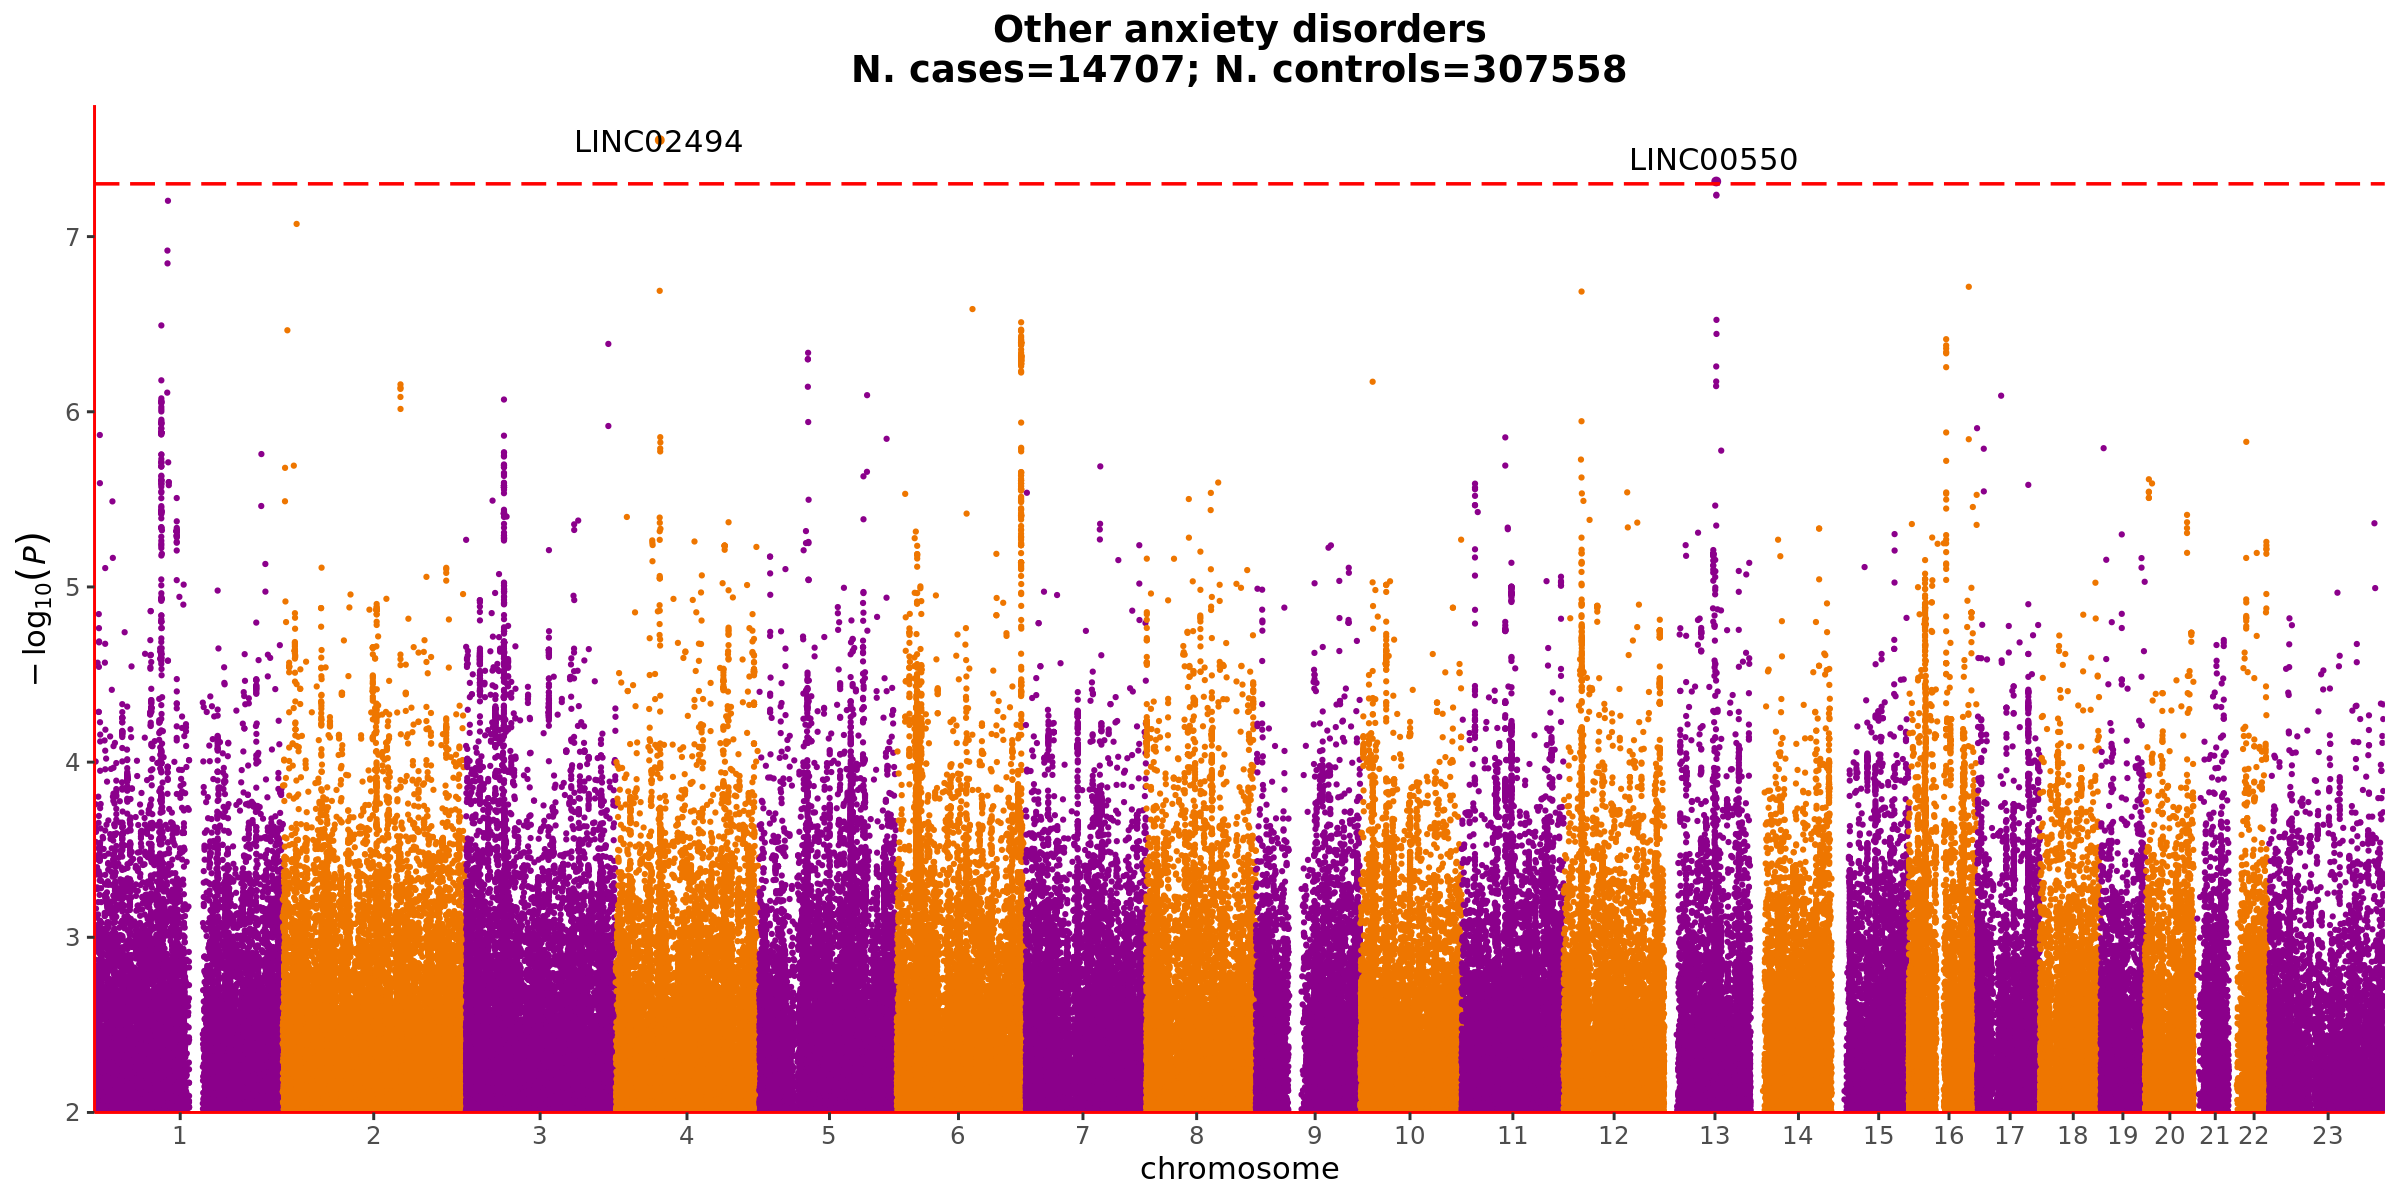 Other anxiety disorders
N. cases=14707; N. controls=307558
LINC02494
LINC00550
7
6
5
4
3
2
− log10(P)
1 2 3 4 5 6 7 8 9 10 11 12 13 14 15 16 17 18 19 20 21 22 23
chromosome